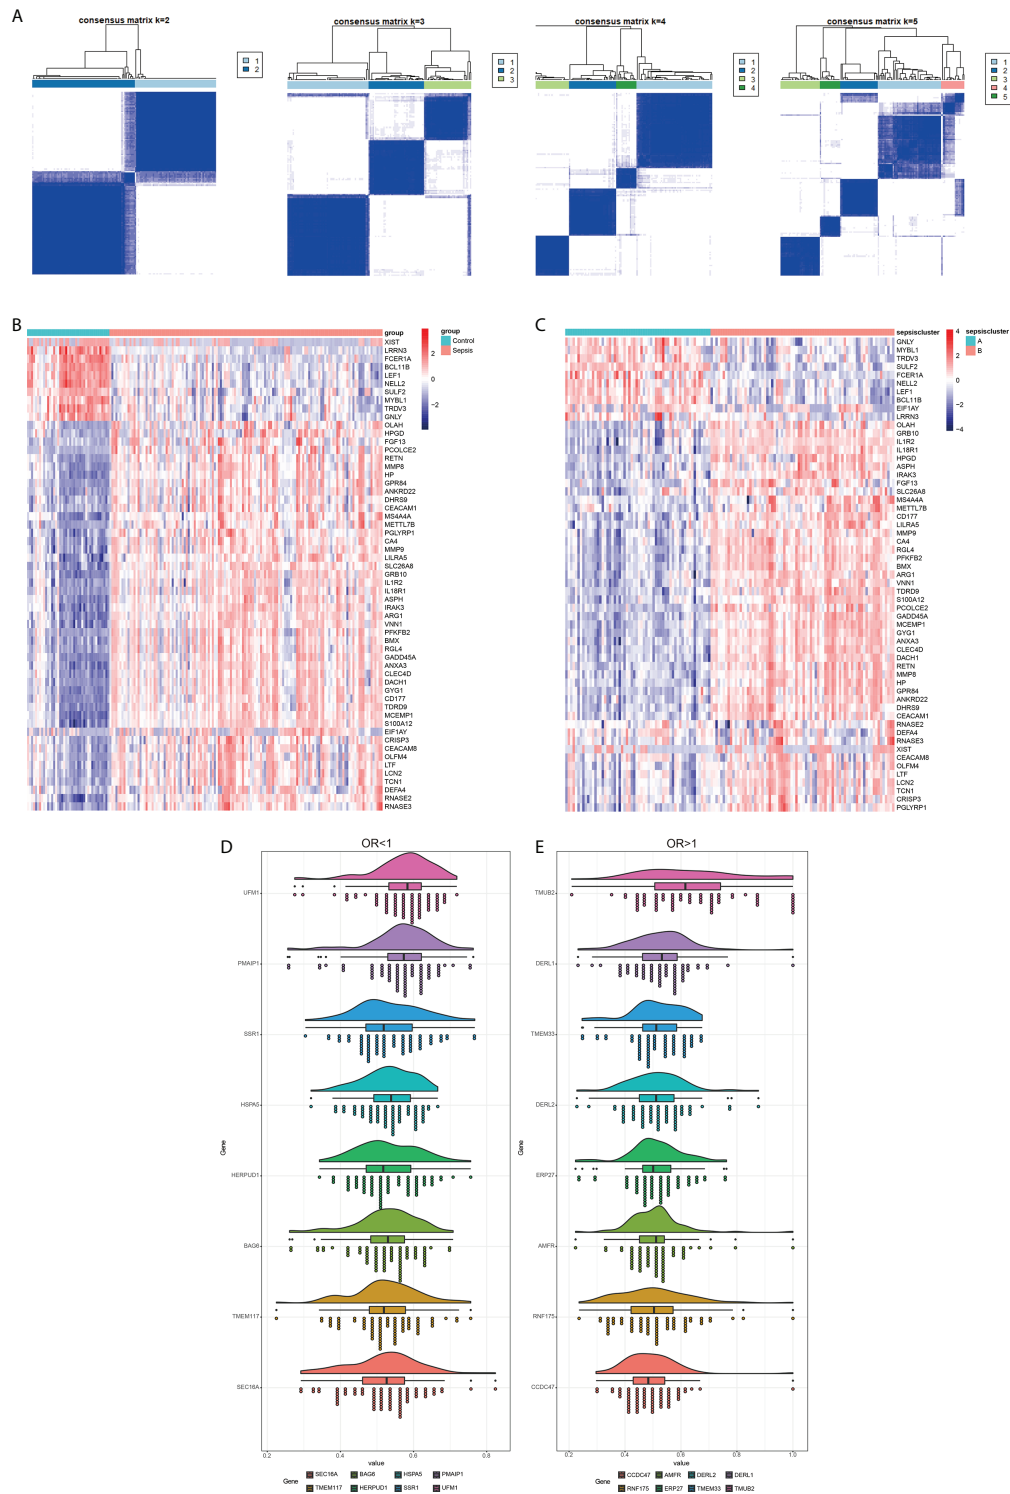 A
consensus matrix k=2
1
2
consensus matrix k=3
1
2
3
consensus matrix k=4
1
2
3
4
consensus matrix k=5
1
2
3
4
5
B
group
XIST
LRRN3
FCER1A
BCL11B
LEF1
NELL2
SULF2
MYBL1
TRDV3
GNLY
OLAH
HPGD
FGF13
PCOLCE2
RETN
MMP8
HP
GPR84
ANKRD22
DHRS9
CEACAM1
MS4A4A
METTL7B
PGLYRP1
CA4
MMP9
LILRA5
SLC26A8
GRB10
IL1R2
IL18R1
ASPH
IRAK3
ARG1
VNN1
PFKFB2
BMX
RGL4
GADD45A
ANXA3
CLEC4D
DACH1
GYG1
CD177
TDRD9
MCEMP1
S100A12
EIF1AY
CRISP3
CEACAM8
OLFM4
LTF
LCN2
TCN1
DEFA4
RNASE2
RNASE3
2
0
−2
group
Control
Sepsis
C
sepsiscluster
GNLY
MYBL1
TRDV3
SULF2
FCER1A
NELL2
LEF1
BCL11B
EIF1AY
LRRN3
OLAH
GRB10
IL1R2
IL18R1
HPGD
ASPH
IRAK3
FGF13
SLC26A8
MS4A4A
METTL7B
CD177
LILRA5
MMP9
CA4
RGL4
PFKFB2
BMX
ARG1
VNN1
TDRD9
S100A12
PCOLCE2
GADD45A
MCEMP1
GYG1
ANXA3
CLEC4D
DACH1
RETN
MMP8
HP
GPR84
ANKRD22
DHRS9
CEACAM1
RNASE2
DEFA4
RNASE3
XIST
CEACAM8
OLFM4
LTF
LCN2
TCN1
CRISP3
PGLYRP1
4
2
0
−2
−4
sepsiscluster
A
B
D
OR<1
UFM1
PMAIP1
SSR1
HSPA5
HERPUD1
BAG6
TMEM117
SEC16A
Gene
0.2 0.4 0.6 0.8
value
Gene
SEC16A BAG6 HSPA5 PMAIP1
TMEM117 HERPUD1 SSR1 UFM1
E
OR>1
TMUB2
DERL1
TMEM33
DERL2
ERP27
AMFR
RNF175
CCDC47
Gene
0.2 0.4 0.6 0.8 1.0
value
Gene
CCDC47 AMFR DERL2 DERL1
RNF175 ERP27 TMEM33 TMUB2